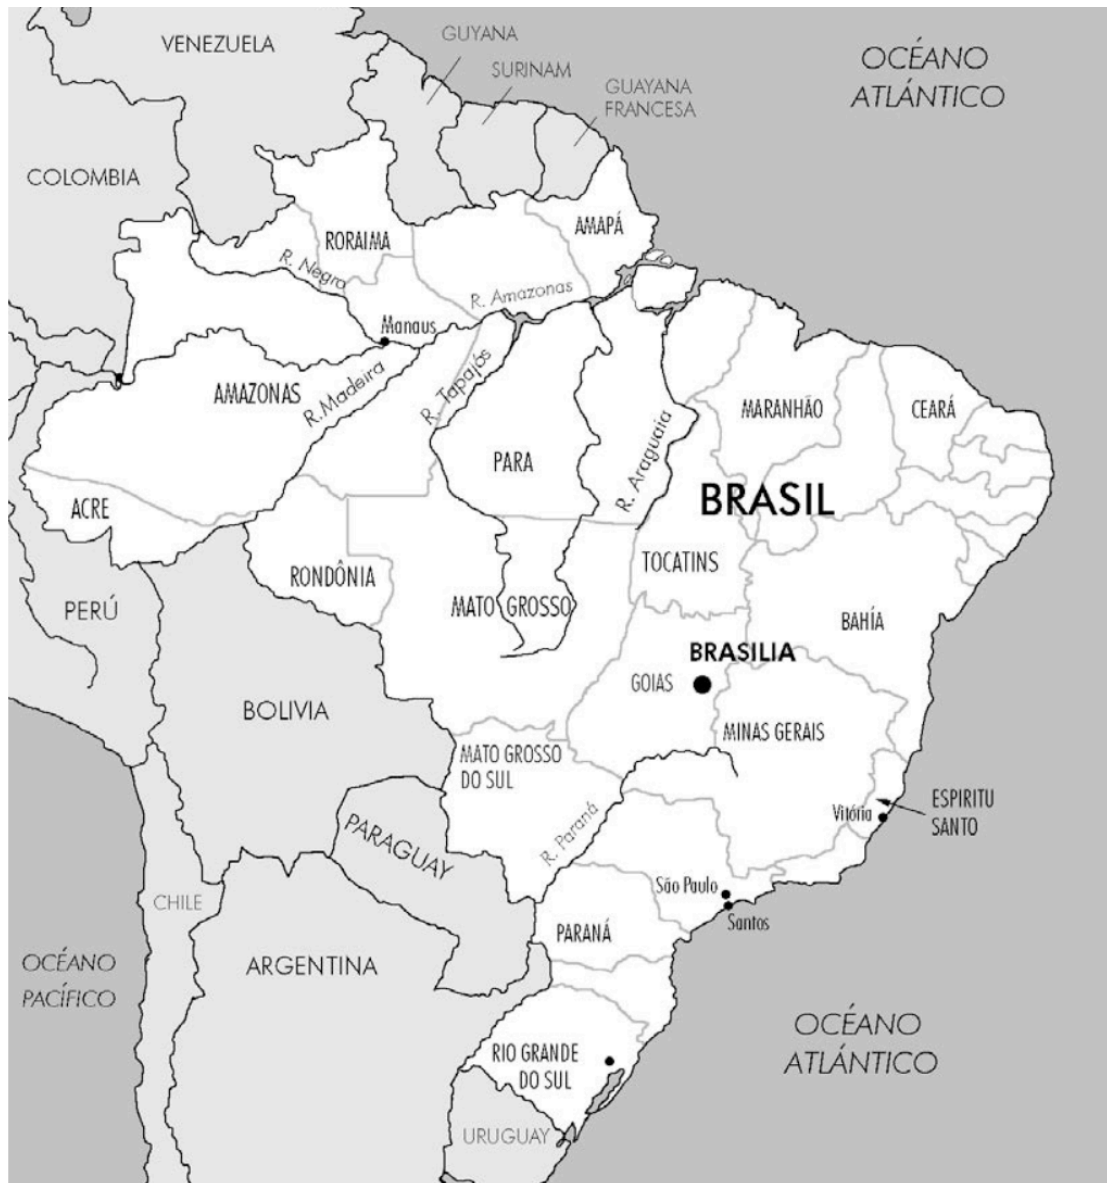 VENEZUELA
GUYANA
SURINAM
GUAYANA
FRANCESA
OCÉANO
ATLÁNTICO
COLOMBIA
RORAIMA
AMAPÁ
R. Negro
R. Amazonas
Manaus
AMAZONAS
R.Madeira
R. Tapajós
MARANHÃO
CEARÁ
PARA
R. Araguaia
BRASIL
ACRE
RONDÔNIA
TOCATINS
PERÚ
MATO GROSSO
BAHÍA
BRASILIA
GOIAS
BOLIVIA
MINAS GERAIS
MATO GROSSO
DO SUL
ESPIRITU
SANTO
Vitória
R. Paraná
PARAGUAY
São Paulo
Santos
CHILE
PARANÁ
ARGENTINA
OCÉANO
PACÍFICO
OCÉANO
ATLÁNTICO
RIO GRANDE
DO SUL
URUGUAY